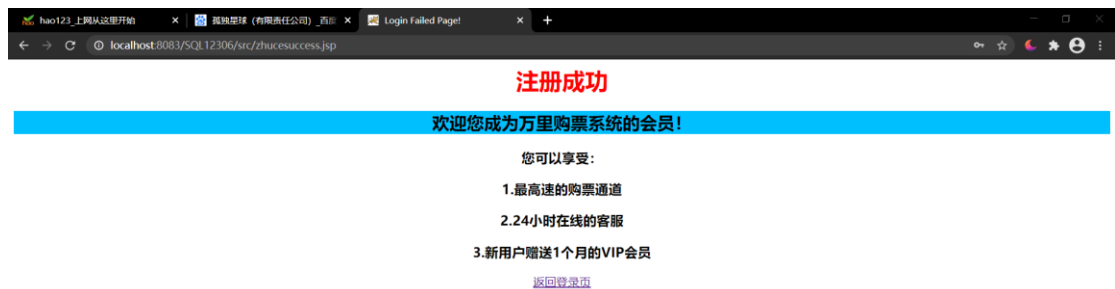 hao123_上网从这里开始
孤独星球（有限责任公司）_百度
Login Failed Page!
localhost:8083/SQL12306/src/zhucesuccess.jsp
注册成功
欢迎您成为万里购票系统的会员！
您可以享受：
1.最高速的购票通道
2.24小时在线的客服
3.新用户赠送1个月的VIP会员
返回登录页